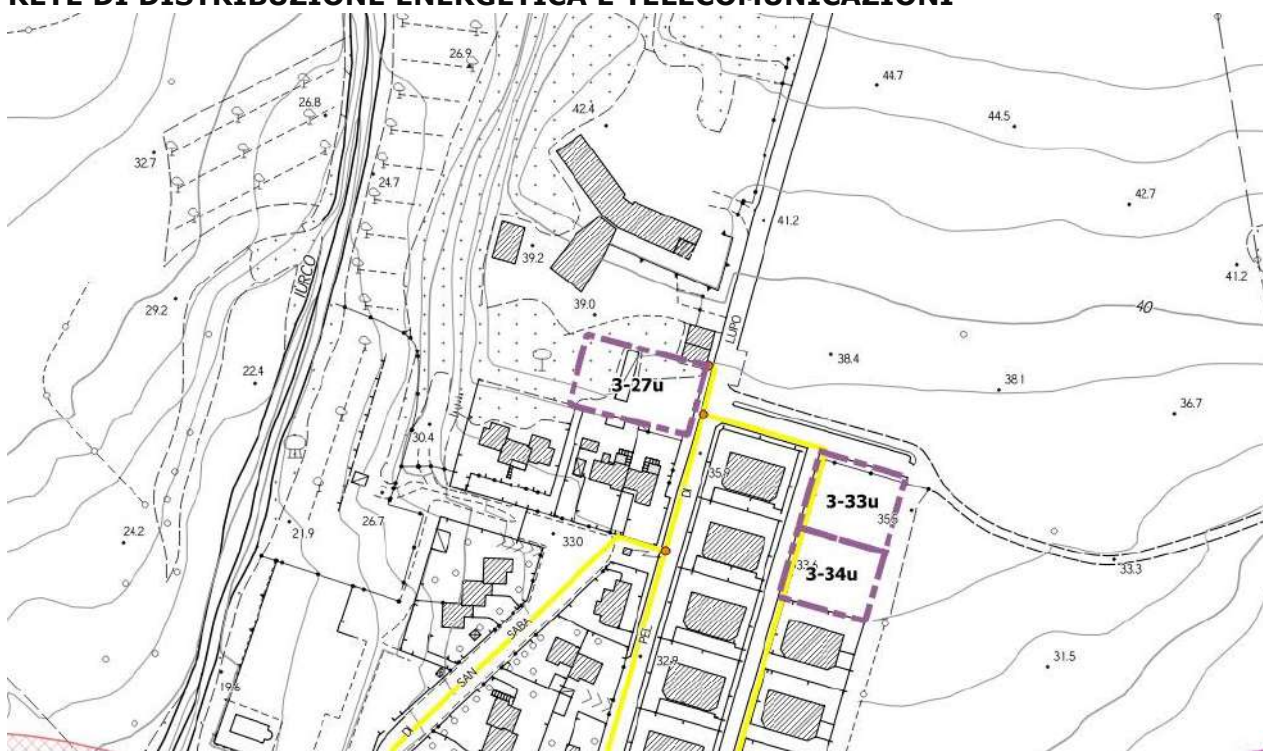 RETE DI DISTRIBUZIONE ENERGETICA E TELECOMUNICAZIONI
26.9
44.7
26.8
42.4
44.5
32.7
24.7
42.7
41.2
39.2
41.2
IURCO
29.2
39.0
40
LUPO
38.4
22.4
3-27u
38.1
36.7
30.4
35.9
DI
3-33u
24.2
26.7
35.5
21.9
33.0
33.6
3-34u
33.3
SABA
PEL
31.5
32.9
SAN
19.6
DI